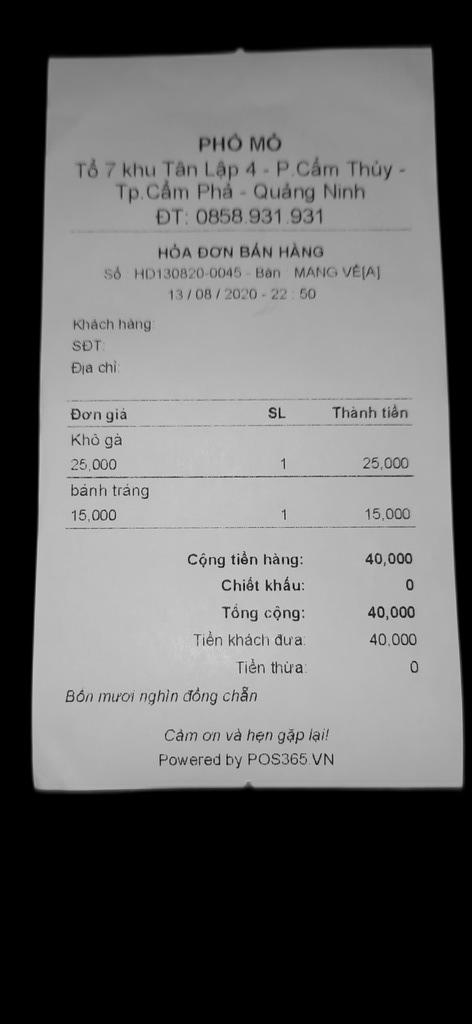 PHỐ MỎ
Tổ 7 khu Tân Lập 4 - P.Cẩm Thủy -
Tp.Cẩm Phả - Quảng Ninh
ĐT: 0858.931.931
HÓA ĐƠN BÁN HÀNG
Số : HD130820-0045 - Bàn : MANG VỀ[A]
13 / 08 / 2020 - 22 : 50
Khách hàng:
SĐT:
Địa chỉ:
Đơn giá SL Thành tiền
Khô gà
25,000 1 25,000
bánh tráng
15,000 1 15,000
Cộng tiền hàng: 40,000
Chiết khấu: 0
Tổng cộng: 40,000
Tiền khách đưa: 40,000
Tiền thừa: 0
Bốn mươi nghìn đồng chẵn
Cảm ơn và hẹn gặp lại!
Powered by POS365.VN